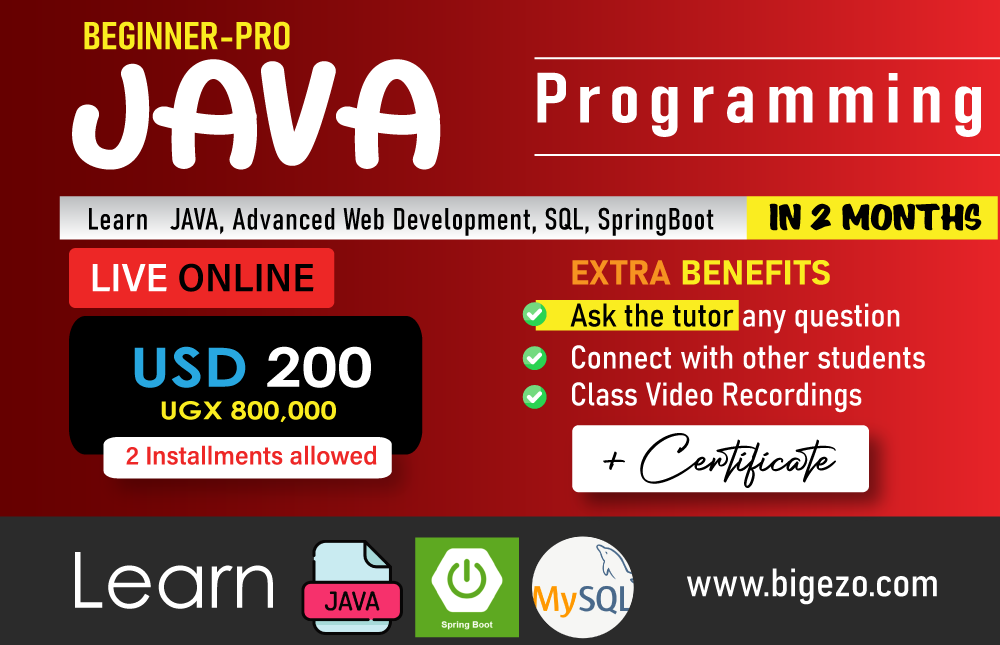 BEGINNER-PRO
JAVA
Programming
Learn JAVA, Advanced Web Development, SQL, SpringBoot
IN 2 MONTHS
LIVE ONLINE
USD 200
UGX 800,000
2 Installments allowed
EXTRA BENEFITS
Ask the tutor any question
Connect with other students
Class Video Recordings
+ Certificate
Learn
JAVA
Spring Boot
MySQL
www.bigezo.com